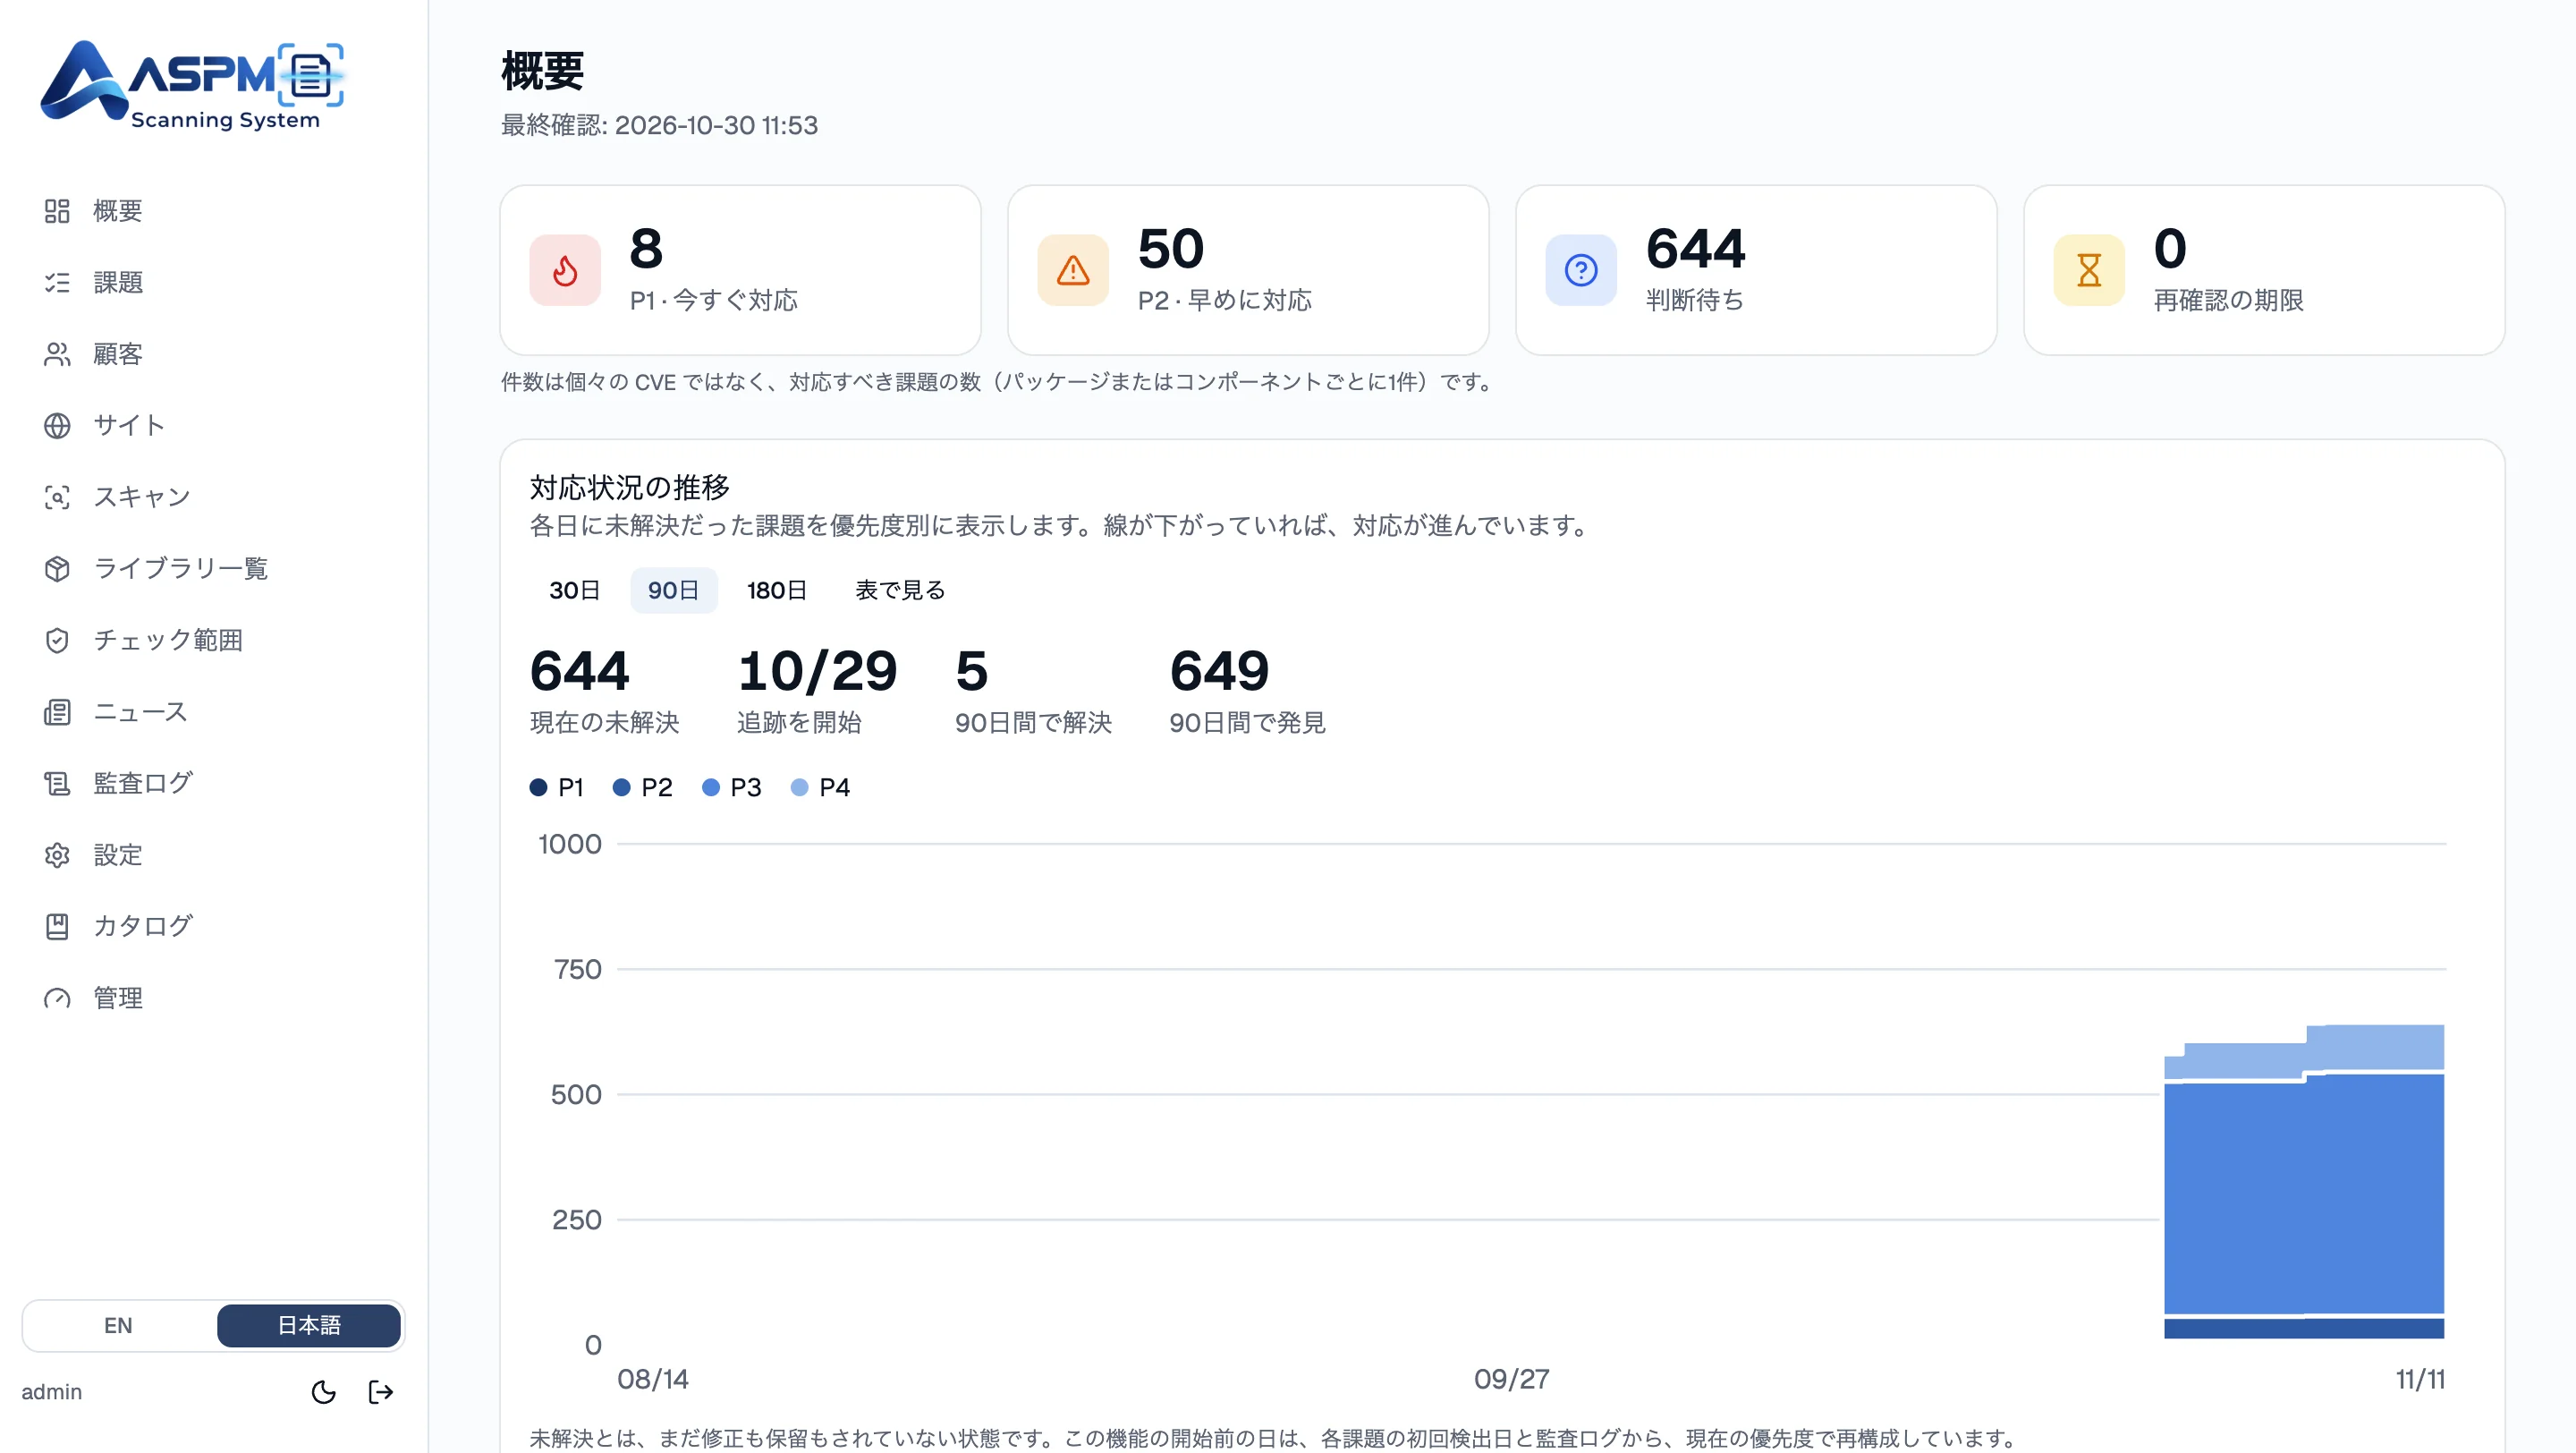 ASPM
Scanning System
概要
課題
顧客
サイト
スキャン
ライブラリ一覧
チェック範囲
ニュース
監査ログ
設定
カタログ
管理
EN
日本語
admin
概要
最終確認: 2026-10-30 11:53
8
P1 · 今すぐ対応
50
P2 · 早めに対応
644
判断待ち
0
再確認の期限
件数は個々の CVE ではなく、対応すべき課題の数（パッケージまたはコンポーネントごとに1件）です。
対応状況の推移
各日に未解決だった課題を優先度別に表示します。線が下がっていれば、対応が進んでいます。
30日 90日 180日 表で見る
644
現在の未解決
10/29
追跡を開始
5
90日間で解決
649
90日間で発見
P1 P2 P3 P4
1000
750
500
250
0
08/14 09/27 11/11
未解決とは、まだ修正も保留もされていない状態です。この機能の開始前の日は、各課題の初回検出日と監査ログから、現在の優先度で再構成しています。